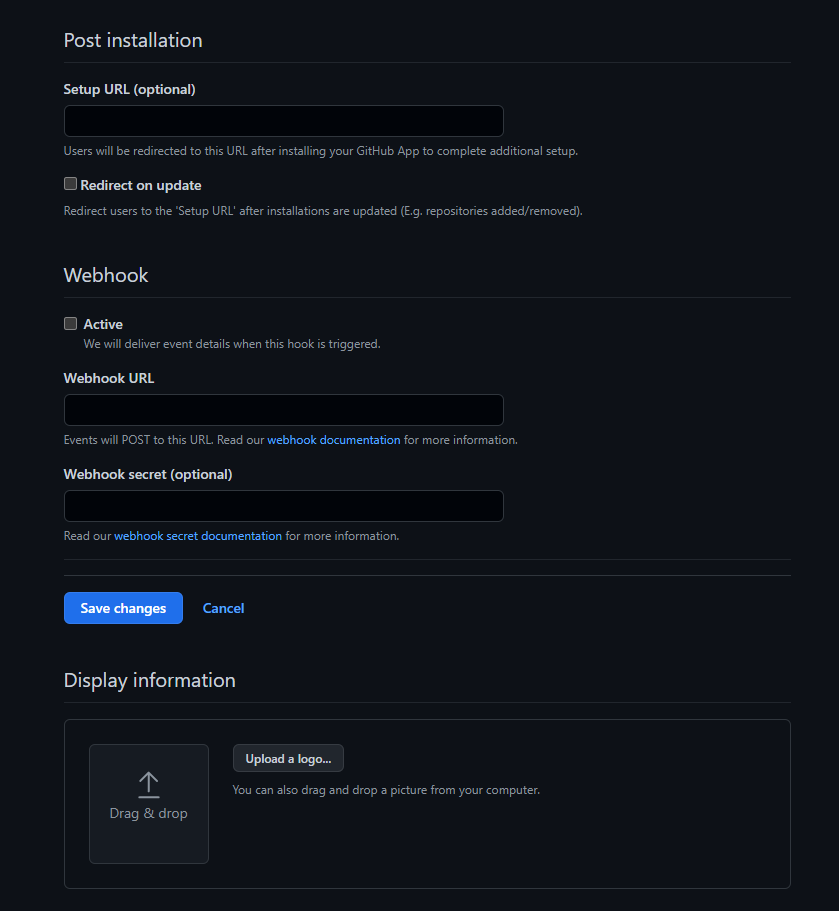 Post installation
Setup URL (optional)
Users will be redirected to this URL after installing your GitHub App to complete additional setup.
Redirect on update
Redirect users to the 'Setup URL' after installations are updated (E.g. repositories added/removed).
Webhook
Active
We will deliver event details when this hook is triggered.
Webhook URL
Events will POST to this URL. Read our webhook documentation for more information.
Webhook secret (optional)
Read our webhook secret documentation for more information.
Save changes Cancel
Display information
Upload a logo...
You can also drag and drop a picture from your computer.
Drag & drop